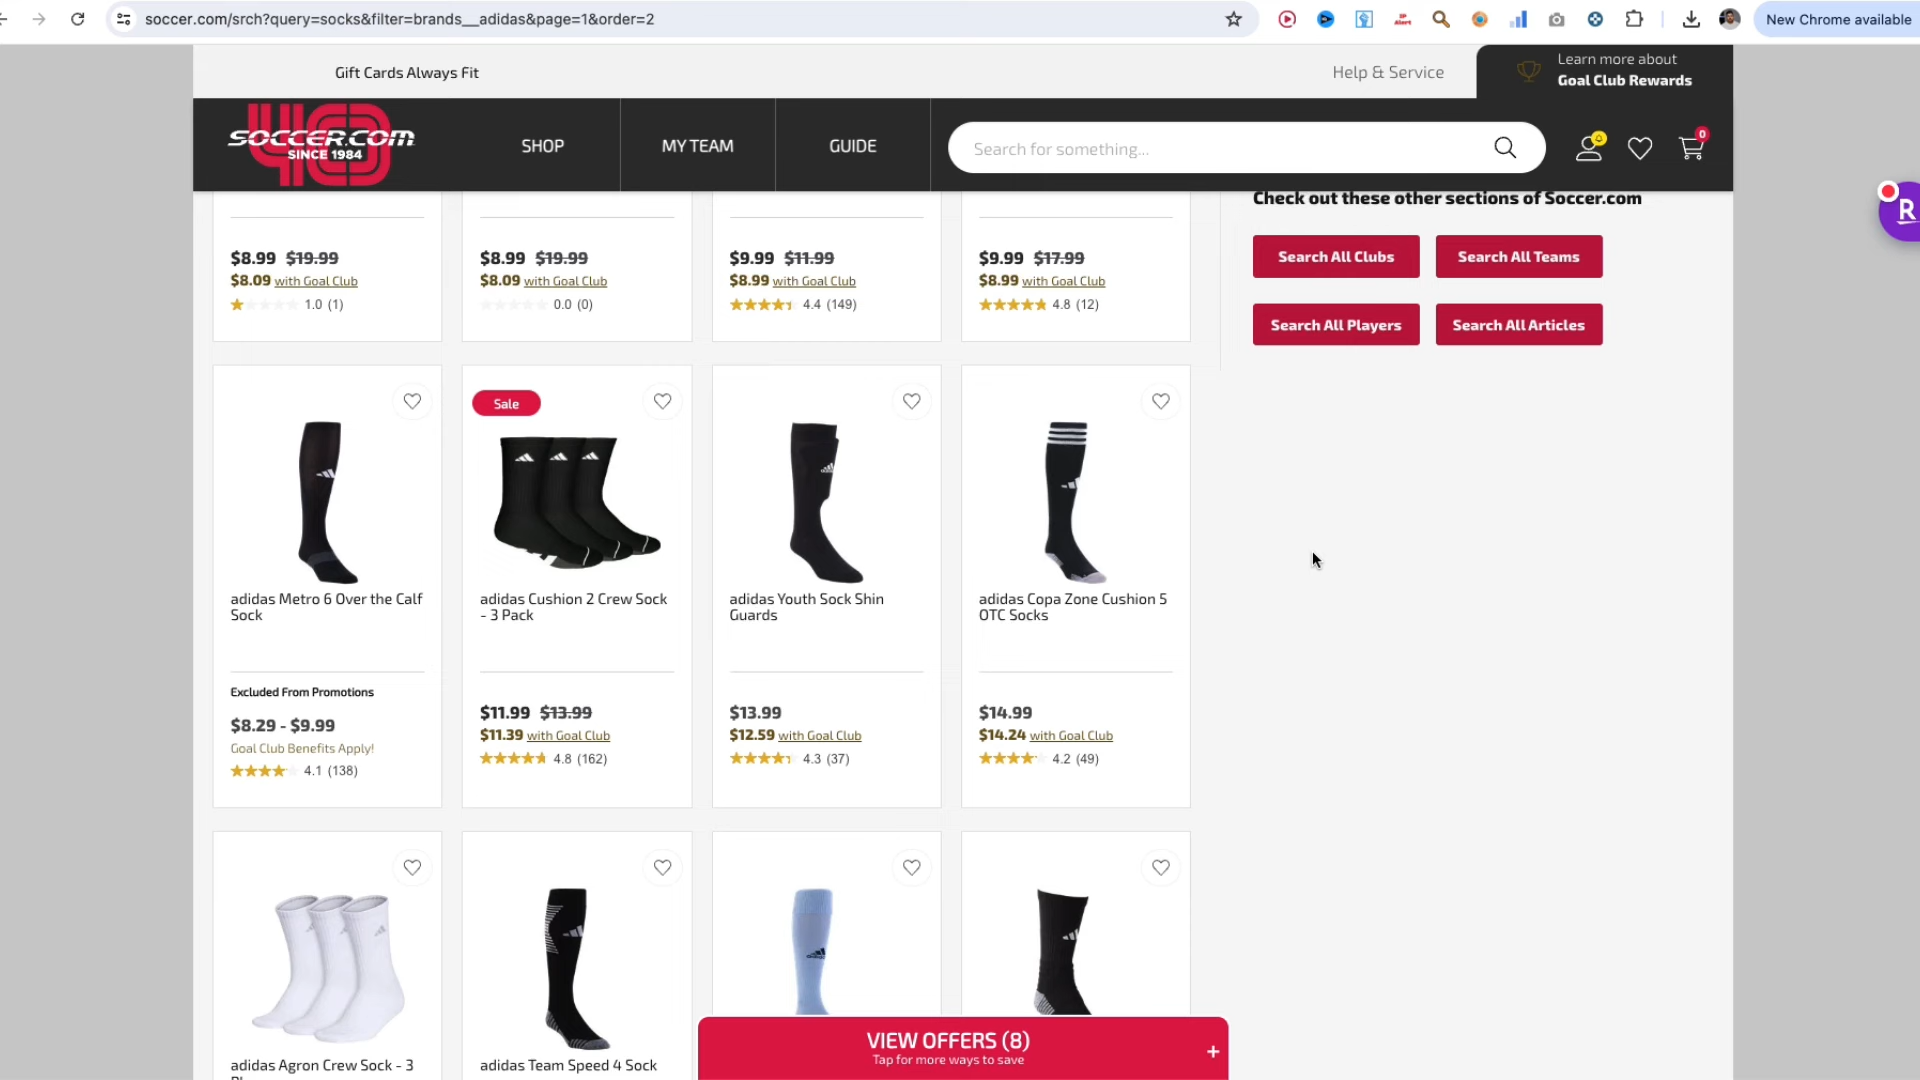 soccer.com/srch?query=socks&filter=brands__adidas&page=1&order=2
IP Alert
New Chrome available
Gift Cards Always Fit
Help & Service
Learn more about
Goal Club Rewards
40
SOCCER.COM
SINCE 1984
SHOP
MY TEAM
GUIDE
Search for something...
0
R
Check out these other sections of Soccer.com
Search All Clubs
Search All Teams
Search All Players
Search All Articles
$8.99 $19.99
$8.09 with Goal Club
1.0 (1)
$8.99 $19.99
$8.09 with Goal Club
0.0 (0)
$9.99 $11.99
$8.99 with Goal Club
4.4 (149)
$9.99 $17.99
$8.99 with Goal Club
4.8 (12)
adidas Metro 6 Over the Calf
Sock
Excluded From Promotions
$8.29 - $9.99
Goal Club Benefits Apply!
4.1 (138)
Sale
adidas Cushion 2 Crew Sock
- 3 Pack
$11.99 $13.99
$11.39 with Goal Club
4.8 (162)
adidas Youth Sock Shin
Guards
$13.99
$12.59 with Goal Club
4.3 (37)
adidas Copa Zone Cushion 5
OTC Socks
$14.99
$14.24 with Goal Club
4.2 (49)
adidas Agron Crew Sock - 3
adidas Team Speed 4 Sock
VIEW OFFERS (8)
Tap for more ways to save
+